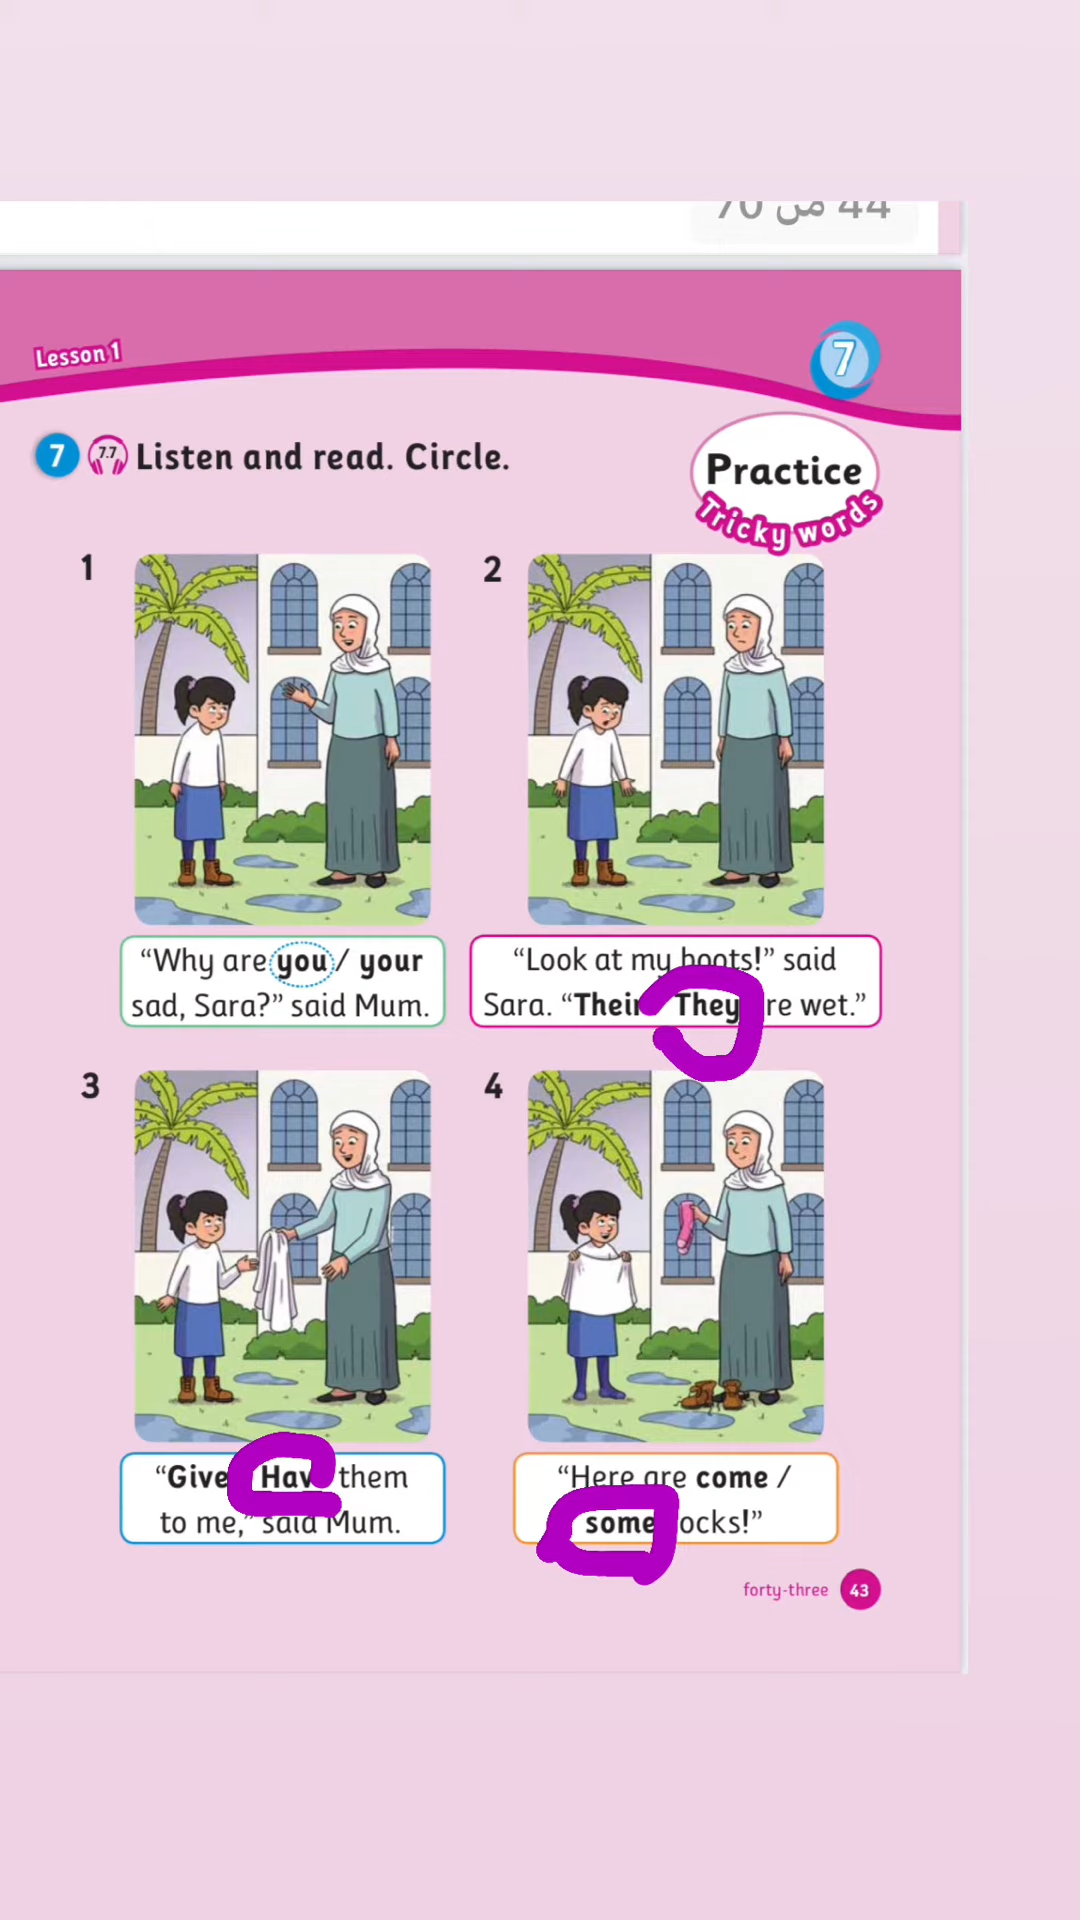 44 من 70
Lesson 1
7
7 7.7 Listen and read. Circle.
Practice
Tricky words
1
2
“Why are you / your
sad, Sara?” said Mum.
“Look at my boots!” said
Sara. “Their They are wet.”
3
4
“Give Have them
to me,” said Mum.
“Here are come /
some socks!”
forty-three 43